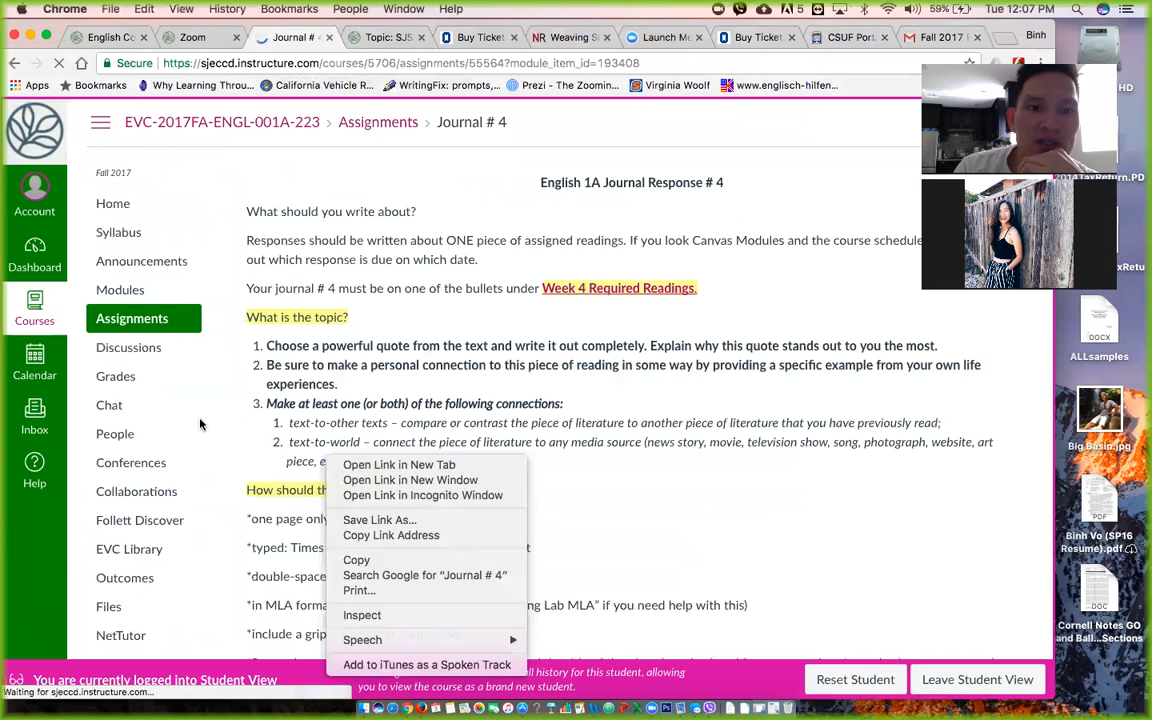 Chrome File Edit View History Bookmarks People Window Help 5 59% Tue 12:07 PM
English Co Zoom Journal # 4 Topic: SJS Buy Ticket NR Weaving S Launch Me Buy Ticket CSUF Port Fall 2017 F Binh
Secure https://sjeccd.instructure.com/courses/5706/assignments/55564?module_item_id=193408
Apps Bookmarks Why Learning Throu... California Vehicle R... WritingFix: prompts,... Prezi - The Zoomin... Virginia Woolf www.englisch-hilfen...
HD
EVC-2017FA-ENGL-001A-223 › Assignments › Journal # 4
Fall 2017
Account
Dashboard
Courses
Calendar
Inbox
Help
Home
Syllabus
Announcements
Modules
Assignments
Discussions
Grades
Chat
People
Conferences
Collaborations
Follett Discover
EVC Library
Outcomes
Files
NetTutor
English 1A Journal Response # 4
What should you write about?
Responses should be written about ONE piece of assigned readings. If you look Canvas Modules and the course schedule
out which response is due on which date.
Your journal # 4 must be on one of the bullets under Week 4 Required Readings.
What is the topic?
1. Choose a powerful quote from the text and write it out completely. Explain why this quote stands out to you the most.
2. Be sure to make a personal connection to this piece of reading in some way by providing a specific example from your own life
experiences.
3. Make at least one (or both) of the following connections:
1. text-to-other texts – compare or contrast the piece of literature to another piece of literature that you have previously read;
2. text-to-world – connect the piece of literature to any media source (news story, movie, television show, song, photograph, website, art
piece, e
How should th
*one page only
*typed: Times
*double-space
*in MLA forma
ng Lab MLA" if you need help with this)
*include a grip
Open Link in New Tab
Open Link in New Window
Open Link in Incognito Window
Save Link As...
Copy Link Address
Copy
Search Google for “Journal # 4”
Print...
Inspect
Speech
Add to iTunes as a Spoken Track
You are currently logged into Student View
ll history for this student, allowing
you to view the course as a brand new student.
Reset Student
Leave Student View
Waiting for sjeccd.instructure.com...
TaxReturn.PD
xRetu
DOCX
ALLsamples
Big Basin.jpg
PDF
Binh Vo (SP16
Resume).pdf
DOC
Cornell Notes GO
and Ball...Sections